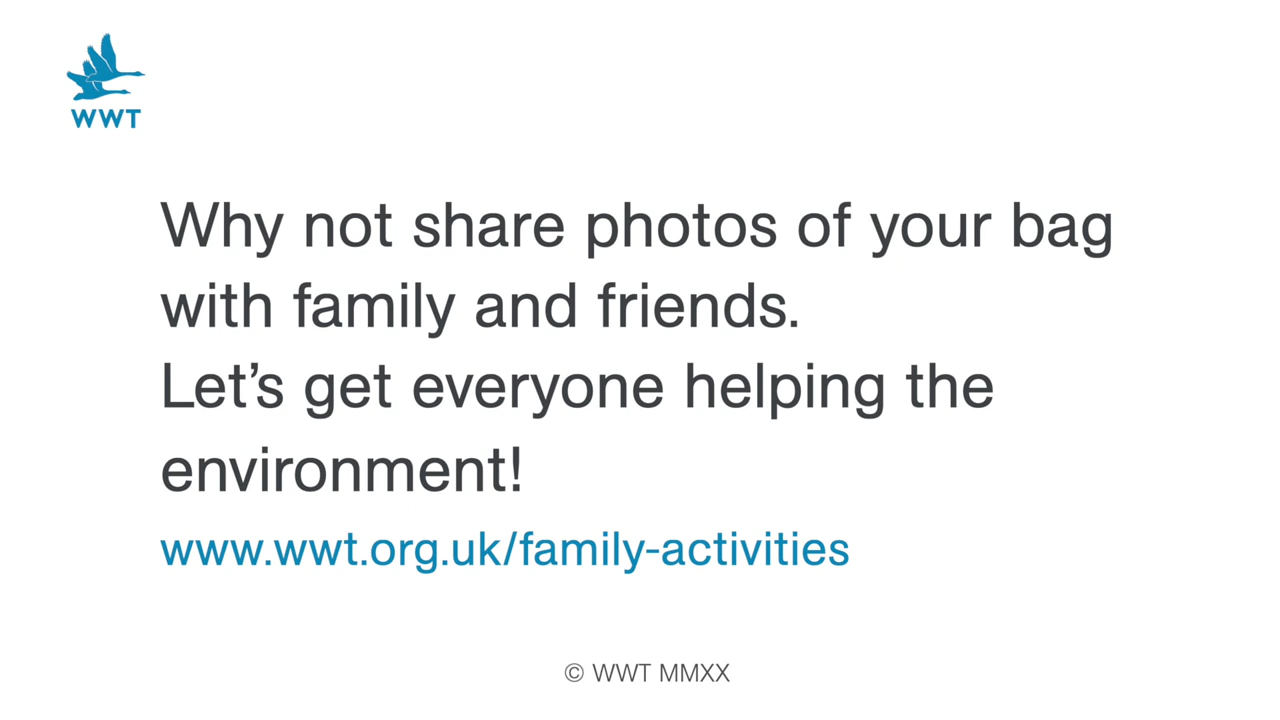 WWT
Why not share photos of your bag
with family and friends.
Let’s get everyone helping the
environment!
www.wwt.org.uk/family-activities
© WWT MMXX